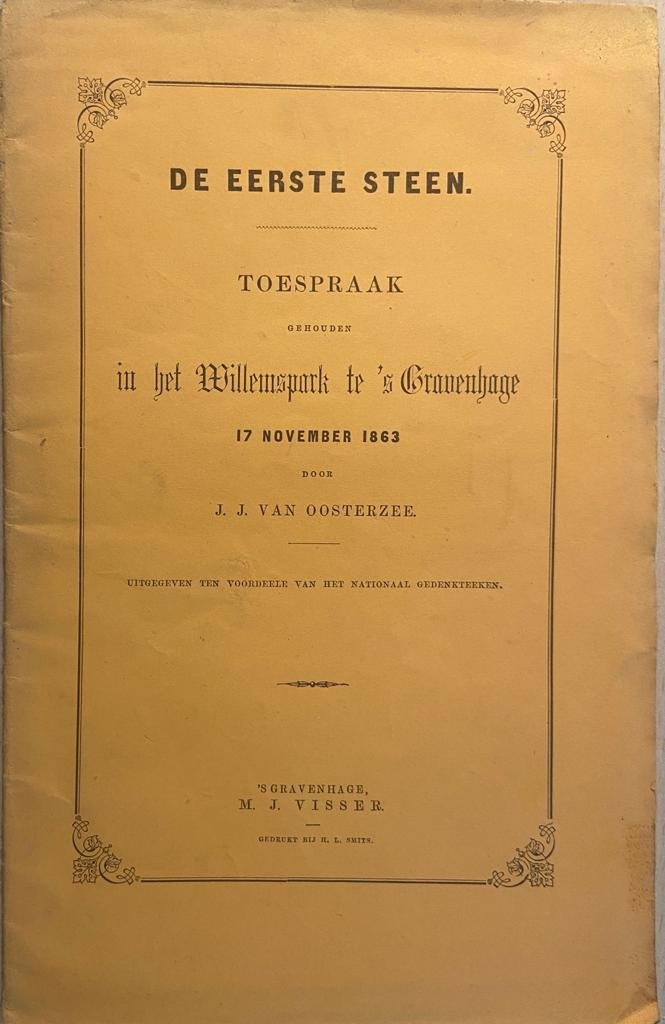 DE EERSTE STEEN.
TOESPRAAK
GEHOUDEN
in het Willemspark te 's Gravenhage
17 NOVEMBER 1863
DOOR
J. J. VAN OOSTERZEE.
UITGEGEVEN TEN VOORDEELE VAN HET NATIONAAL GEDENKTEEKEN.
'SGRAVENHAGE,
M. J. VISSER.
GEDRUKT BIJ H. L. SMITS.